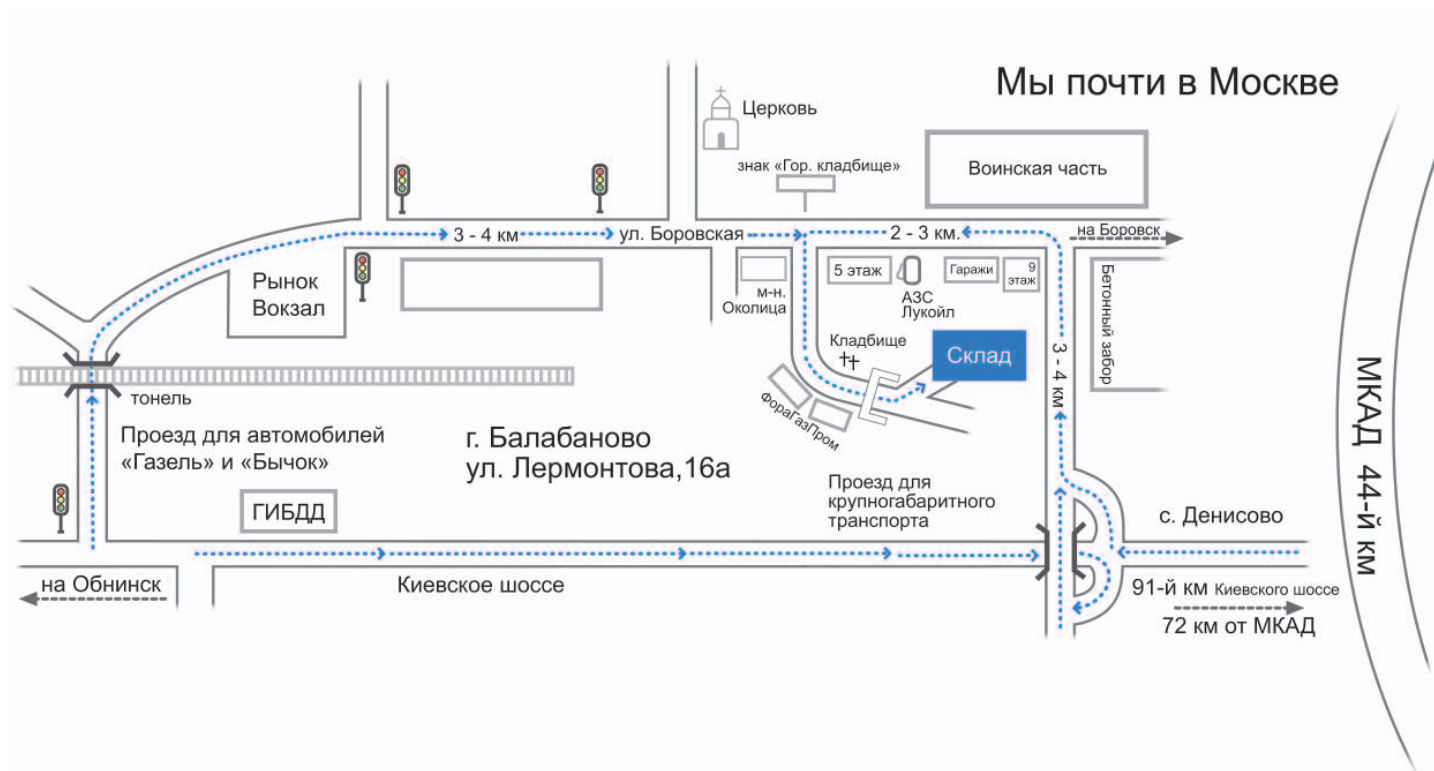 Мы почти в Москве
Церковь
знак «Гор. кладбище»
Воинская часть
3 - 4 км
ул. Боровская
2 - 3 км.
на Боровск
Рынок
Вокзал
м-н.
Околица
5 этаж
АЗС
Лукойл
Гаражи
9
этаж
Бетонный забор
Кладбище
Склад
3 - 4 км
тонель
ФораГазПром
Проезд для автомобилей
«Газель» и «Бычок»
г. Балабаново
ул. Лермонтова,16а
Проезд для
крупногабаритного
транспорта
МКАД 44-й км
ГИБДД
с. Денисово
на Обнинск
Киевское шоссе
91-й км Киевского шоссе
72 км от МКАД